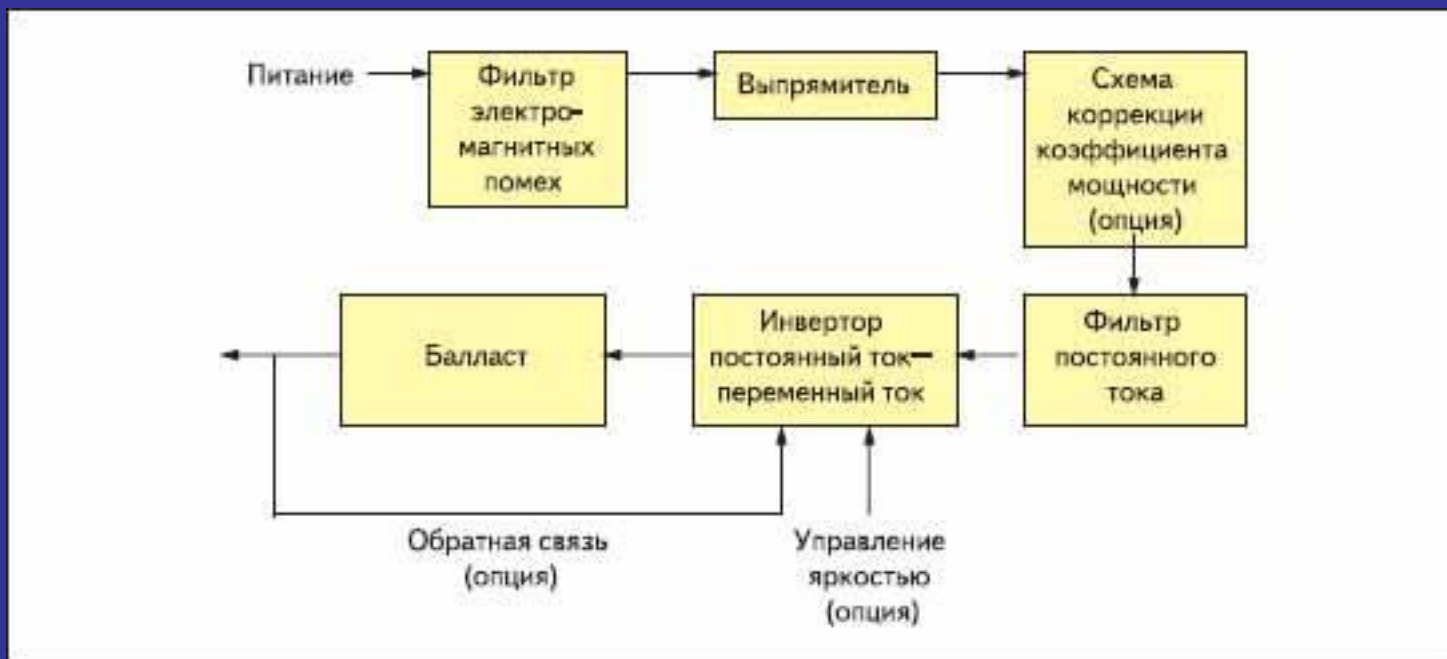 Питание
Фильтр
электро-
магнитных
помех
Выпрямитель
Схема
коррекции
коэффициента
мощности
(опция)
Балласт
Инвертор
постоянный ток-
переменный ток
Фильтр
постоянного
тока
Обратная связь
(опция)
Управление
яркостью
(опция)